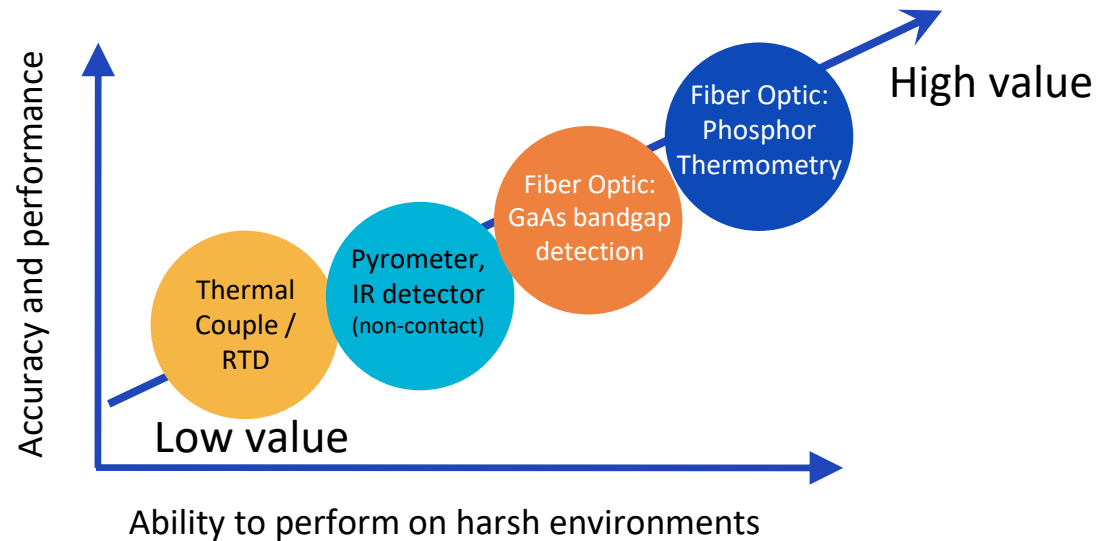 Accuracy and performance
High value
Fiber Optic:
Phosphor
Thermometry
Fiber Optic:
GaAs bandgap
detection
Pyrometer,
IR detector
(non-contact)
Thermal
Couple /
RTD
Low value
Ability to perform on harsh environments